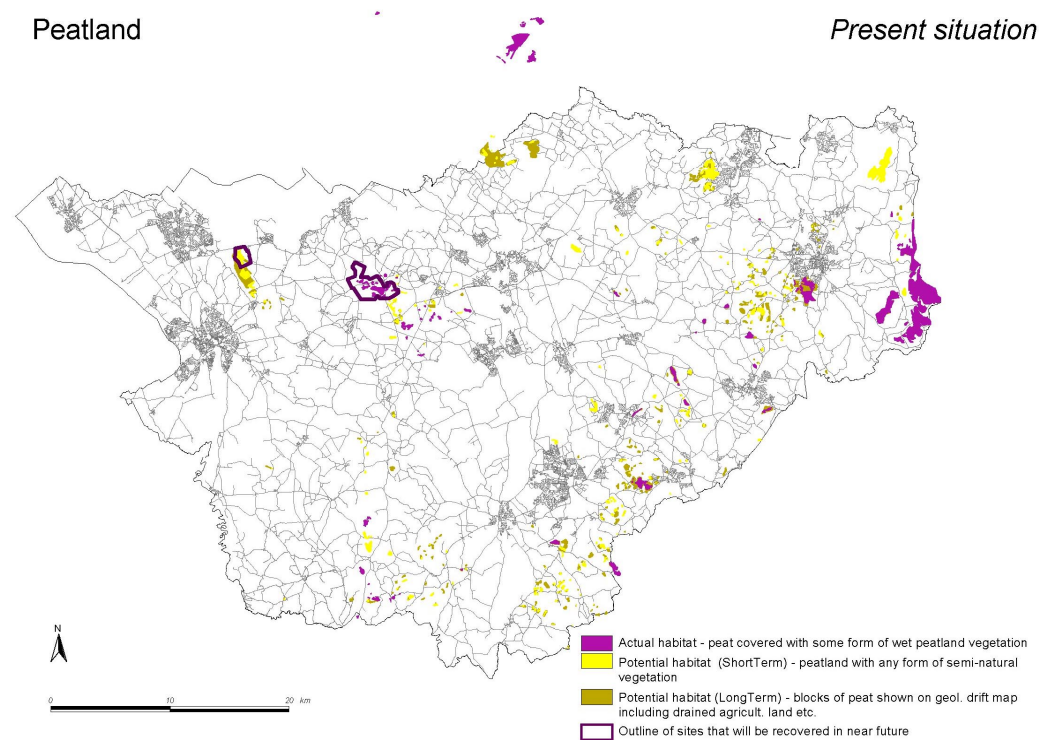 Peatland
Present situation
N
0 10 20 km
Actual habitat - peat covered with some form of wet peatland vegetation
Potential habitat (ShortTerm) - peatland with any form of semi-natural
vegetation
Potential habitat (LongTerm) - blocks of peat shown on geol. drift map
including drained agricult. land etc.
Outline of sites that will be recovered in near future